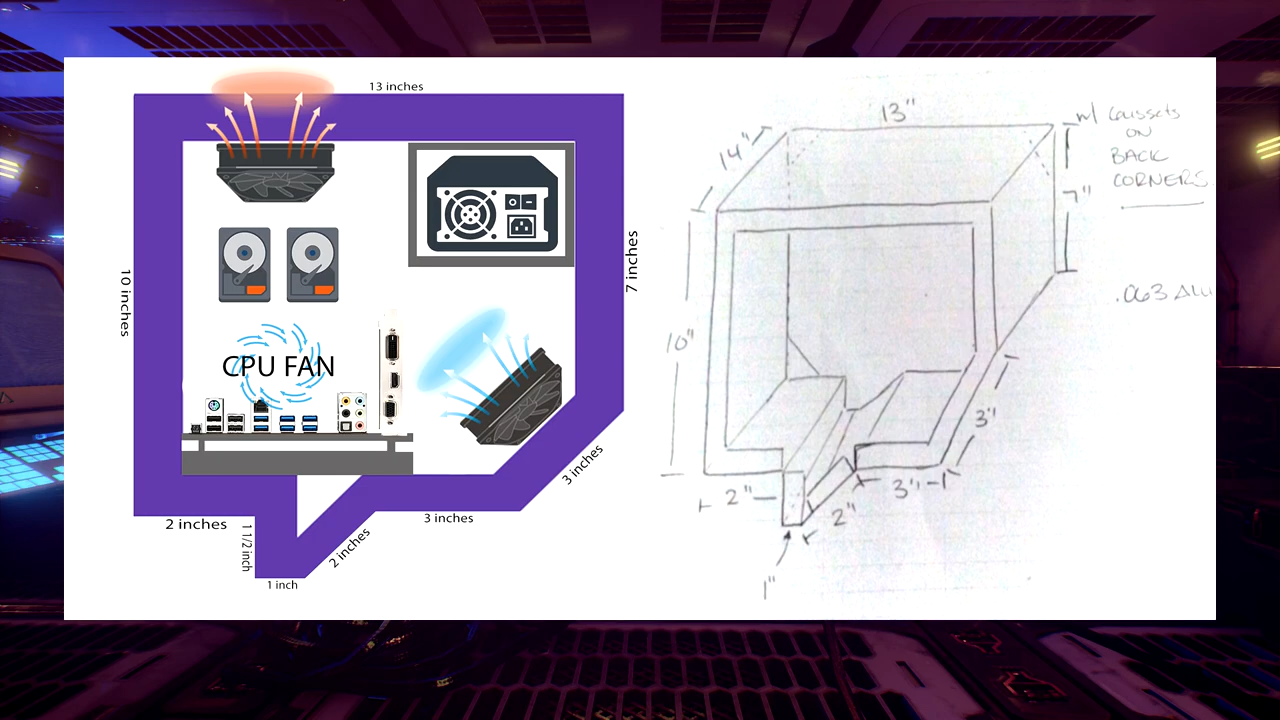 13 inches
10 inches
7 inches
CPU FAN
2 inches
1 1/2 inch
1 inch
2 inches
3 inches
3 inches
13"
14"
10"
7"
w/ Gussets
ON
BACK
CORNERS.
.063
3"
3"
2"
2"
1"